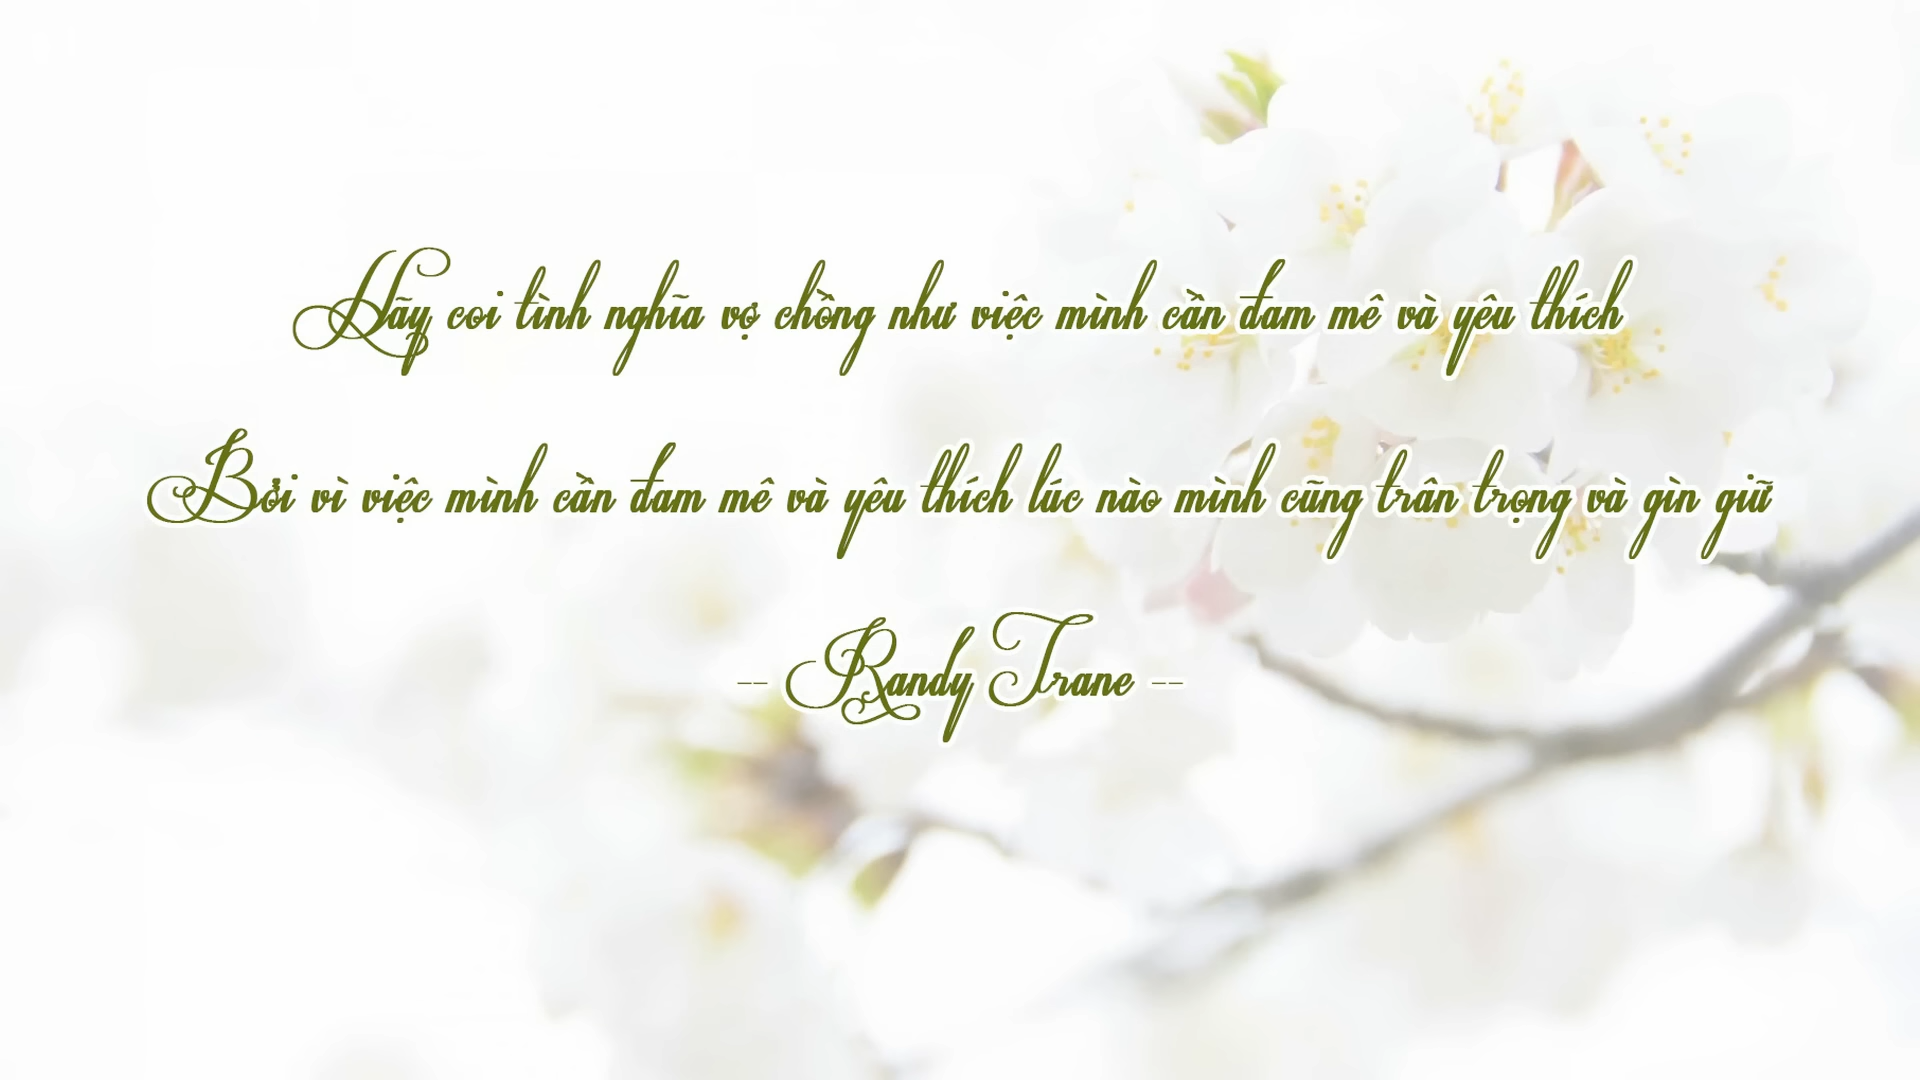 Hãy coi tình nghĩa vợ chồng như việc mình cần đam mê và yêu thích
Bởi vì việc mình cần đam mê và yêu thích lúc nào mình cũng trân trọng và gìn giữ
-- Randy Trane --